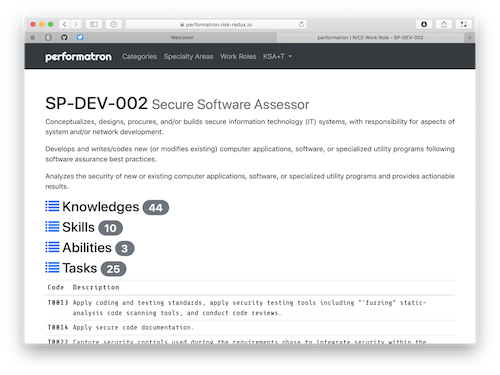 performatron.risk-redux.io
Welcome!
performatron | NICE Work Role - SP-DEV-002
performatron Categories Specialty Areas Work Roles KSA+T
SP-DEV-002 Secure Software Assessor
Conceptualizes, designs, procures, and/or builds secure information technology (IT) systems, with responsibility for aspects of
system and/or network development.
Develops and writes/codes new (or modifies existing) computer applications, software, or specialized utility programs following
software assurance best practices.
Analyzes the security of new or existing computer applications, software, or specialized utility programs and provides actionable
results.
Knowledges 44
Skills 10
Abilities 3
Tasks 25
Code Description
T0013 Apply coding and testing standards, apply security testing tools including "'fuzzing" static-
analysis code scanning tools, and conduct code reviews.
T0014 Apply secure code documentation.
T0022 Capture security controls used during the requirements phase to integrate security within the